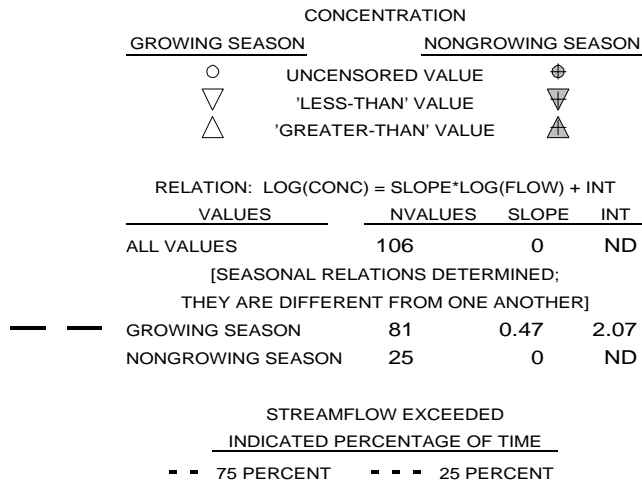 CONCENTRATION
GROWING SEASON NONGROWING SEASON
UNCENSORED VALUE
'LESS-THAN' VALUE
'GREATER-THAN' VALUE
RELATION: LOG(CONC) = SLOPE*LOG(FLOW) + INT
VALUES NVALUES SLOPE INT
ALL VALUES 106 0 ND
[SEASONAL RELATIONS DETERMINED;
THEY ARE DIFFERENT FROM ONE ANOTHER]
GROWING SEASON 81 0.47 2.07
NONGROWING SEASON 25 0 ND
STREAMFLOW EXCEEDED
INDICATED PERCENTAGE OF TIME
75 PERCENT 25 PERCENT